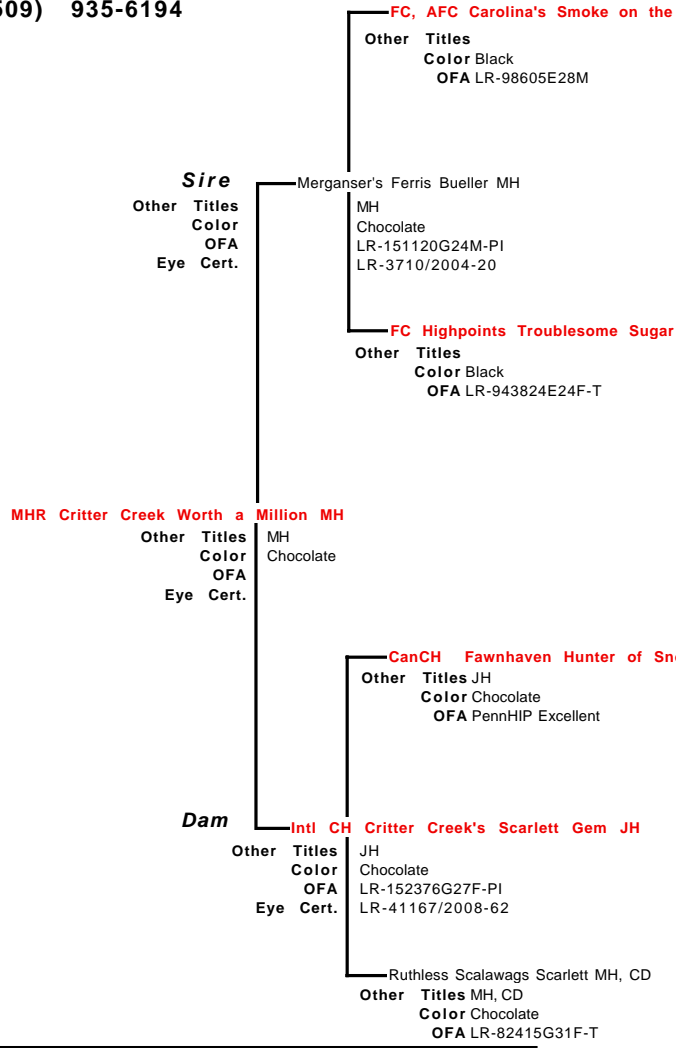 509) 935-6194
FC, AFC Carolina's Smoke on the
Other Titles
Color Black
OFA LR-98605E28M
Sire
Merganser's Ferris Bueller MH
Other Titles MH
Color Chocolate
OFA LR-151120G24M-PI
Eye Cert. LR-3710/2004-20
FC Highpoints Troublesome Sugar
Other Titles
Color Black
OFA LR-943824E24F-T
MHR Critter Creek Worth a Million MH
Other Titles MH
Color Chocolate
OFA
Eye Cert.
CanCH Fawnhaven Hunter of
Other Titles JH
Color Chocolate
OFA PennHIP Excellent
Dam
Intl CH Critter Creek's Scarlett Gem JH
Other Titles JH
Color Chocolate
OFA LR-152376G27F-PI
Eye Cert. LR-41167/2008-62
Ruthless Scalawags Scarlett MH, CD
Other Titles MH, CD
Color Chocolate
OFA LR-82415G31F-T